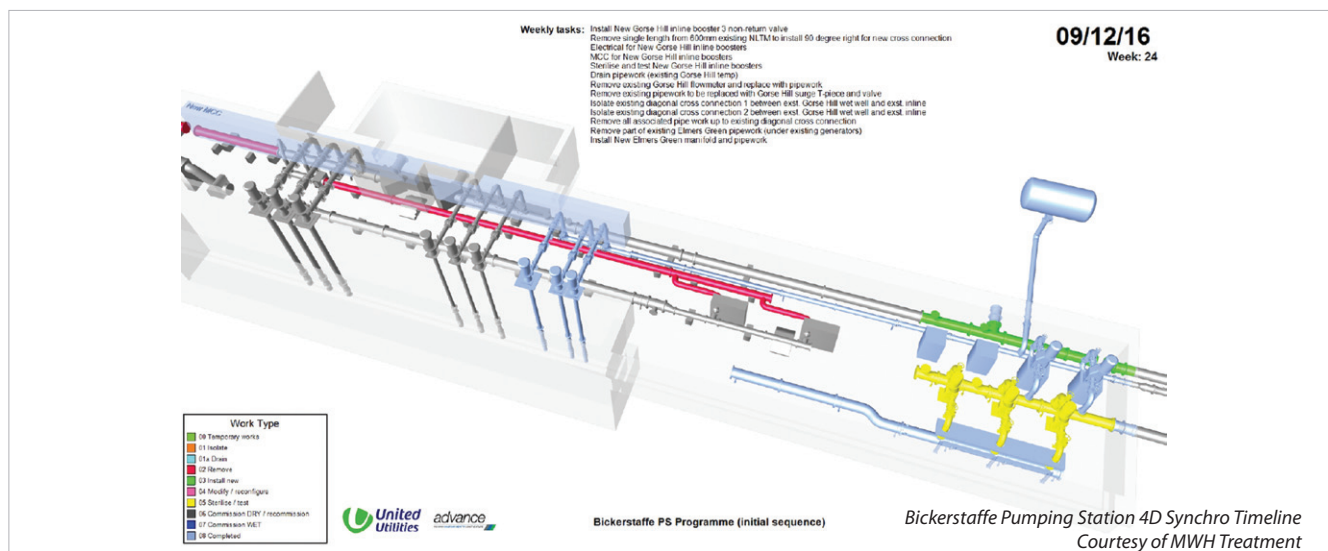 Weekly tasks:
Install New Gorse Hill inline booster 3 non-return valve
Remove single length from 600mm existing NLTM to install 90 degree right for new cross connection
Electrical for New Gorse Hill inline boosters
MCC for New Gorse Hill inline boosters
Sterilise and test New Gorse Hill inline boosters
Drain pipework (existing Gorse Hill temp)
Remove existing Gorse Hill flowmeter and replace with pipework
Remove existing pipework to be replaced with Gorse Hill surge T-piece and valve
Isolate existing diagonal cross connection 1 between exst. Gorse Hill wet well and exst. inline
Isolate existing diagonal cross connection 2 between exst. Gorse Hill wet well and exst. inline
Remove all associated pipe work up to existing diagonal cross connection
Remove part of existing Elmers Green pipework (under existing generators)
Install New Elmers Green manifold and pipework
09/12/16
Week: 24
New MCC
Work Type
00 Temporary works
01 Isolate
01a Drain
02 Remove
03 Install new
04 Modify / reconfigure
05 Sterilise / test
06 Commission DRY / recommission
07 Commission WET
08 Completed
United
Utilities
advance
Bickerstaffe PS Programme (initial sequence)
Bickerstaffe Pumping Station 4D Synchro Timeline
Courtesy of MWH Treatment